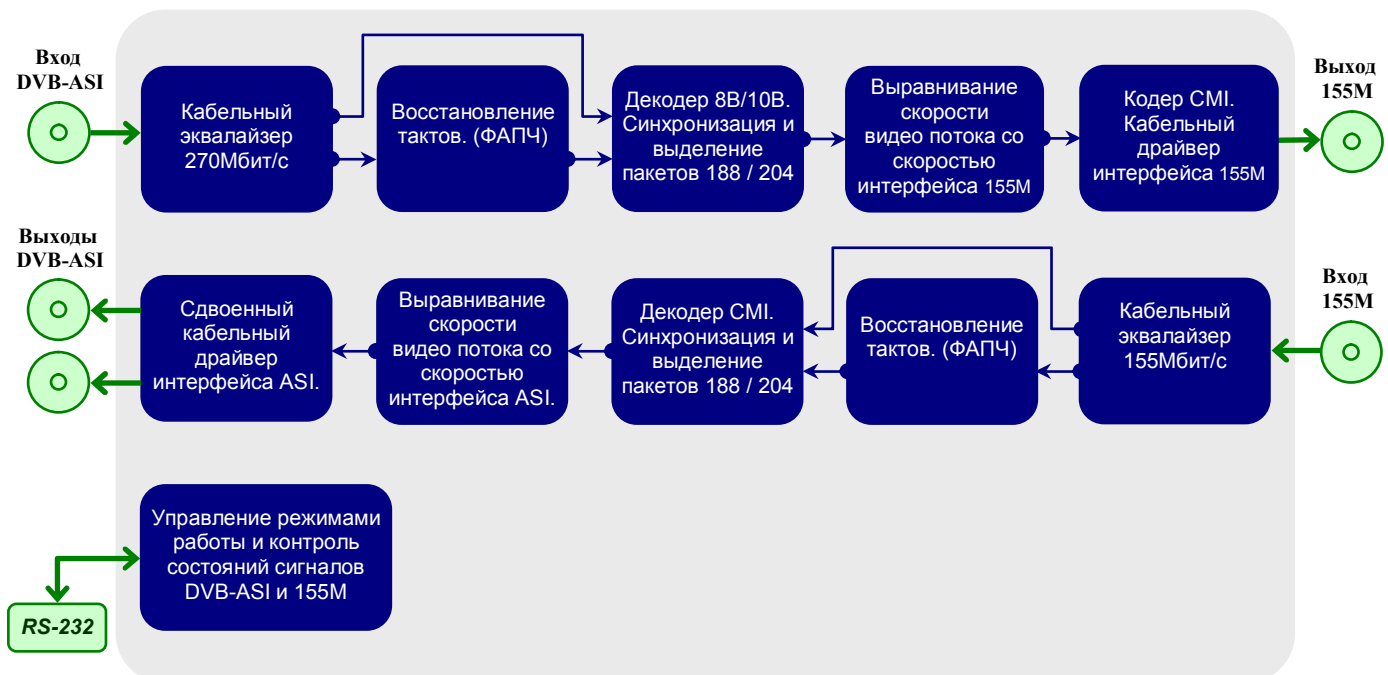 Вход
DVB-ASI
Кабельный
эквалайзер
270Мбит/с
Восстановление
тактов. (ФАПЧ)
Декодер 8B/10B.
Синхронизация и
выделение
пакетов 188 / 204
Выравнивание
скорости
видео потока со
скоростью
интерфейса 155М
Кодер CMI.
Кабельный
драйвер
интерфейса 155М
Выход
155М
Выходы
DVB-ASI
Сдвоенный
кабельный
драйвер
интерфейса ASI.
Выравнивание
скорости
видео потока со
скоростью
интерфейса ASI.
Декодер CMI.
Синхронизация и
выделение
пакетов 188 / 204
Восстановление
тактов. (ФАПЧ)
Кабельный
эквалайзер
155Мбит/с
Вход
155М
Управление режимами
работы и контроль
состояний сигналов
DVB-ASI и 155М
RS-232